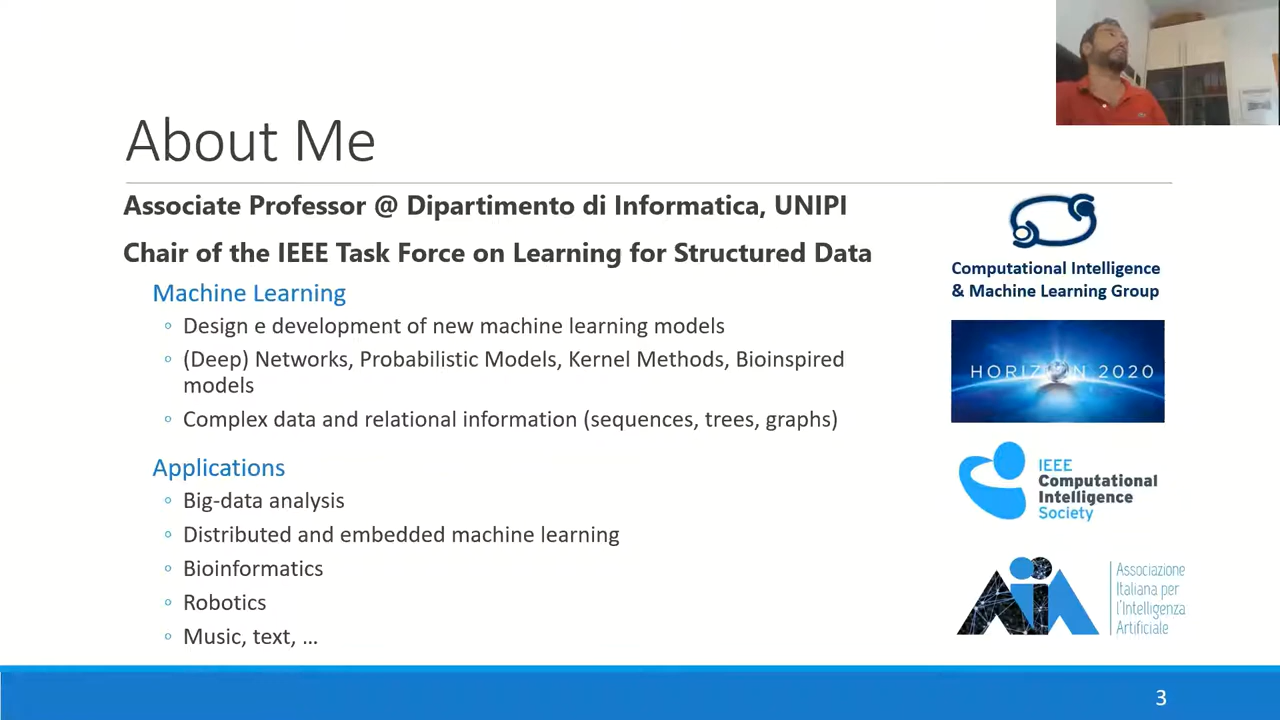 About Me
Associate Professor @ Dipartimento di Informatica, UNIPI
Chair of the IEEE Task Force on Learning for Structured Data
Machine Learning
◦ Design e development of new machine learning models
◦ (Deep) Networks, Probabilistic Models, Kernel Methods, Bioinspired
models
◦ Complex data and relational information (sequences, trees, graphs)
Applications
◦ Big-data analysis
◦ Distributed and embedded machine learning
◦ Bioinformatics
◦ Robotics
◦ Music, text, …
Computational Intelligence
& Machine Learning Group
HORIZON 2020
IEEE
Computational
Intelligence
Society
AIA
Associazione
Italiana per
l'Intelligenza
Artificiale
3